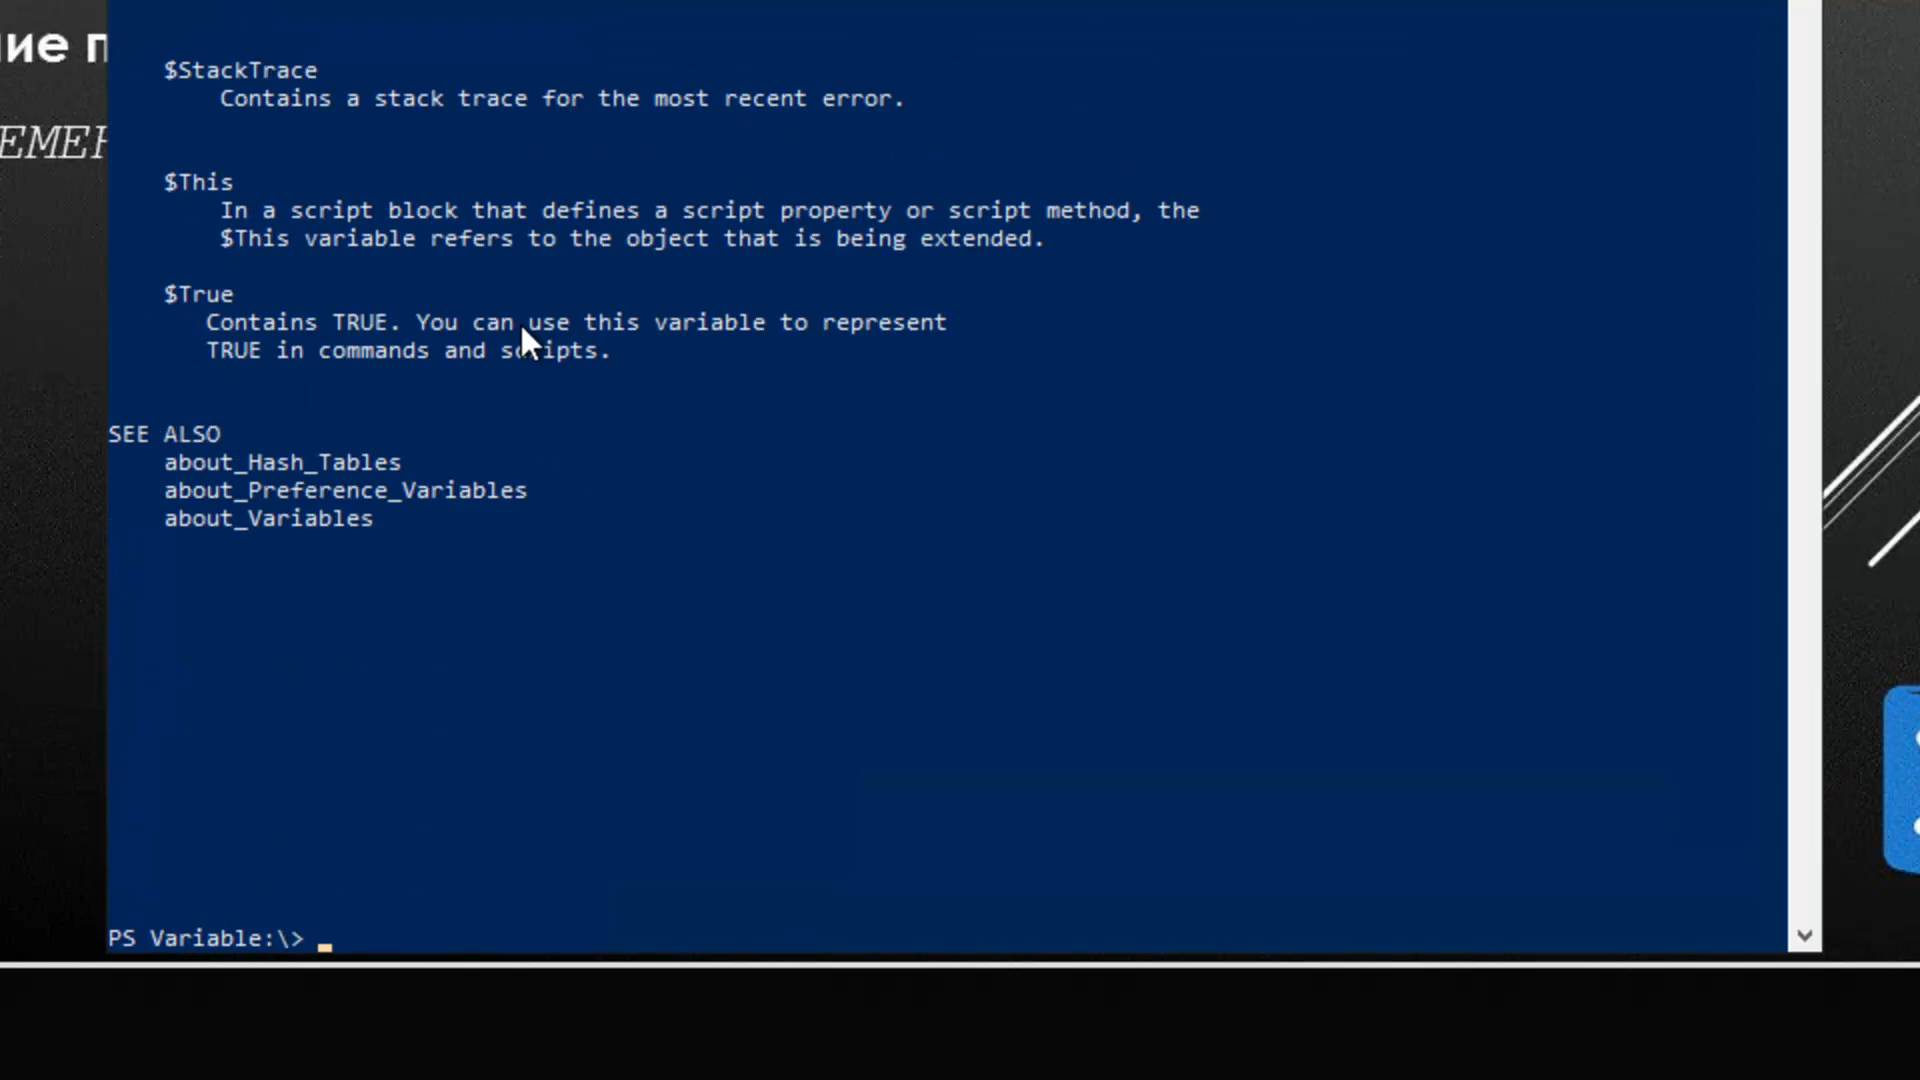 ие п
ЕМЕН
$StackTrace
Contains a stack trace for the most recent error.
$This
In a script block that defines a script property or script method, the
$This variable refers to the object that is being extended.
$True
Contains TRUE. You can use this variable to represent
TRUE in commands and scripts.
SEE ALSO
about_Hash_Tables
about_Preference_Variables
about_Variables
PS Variable:\>